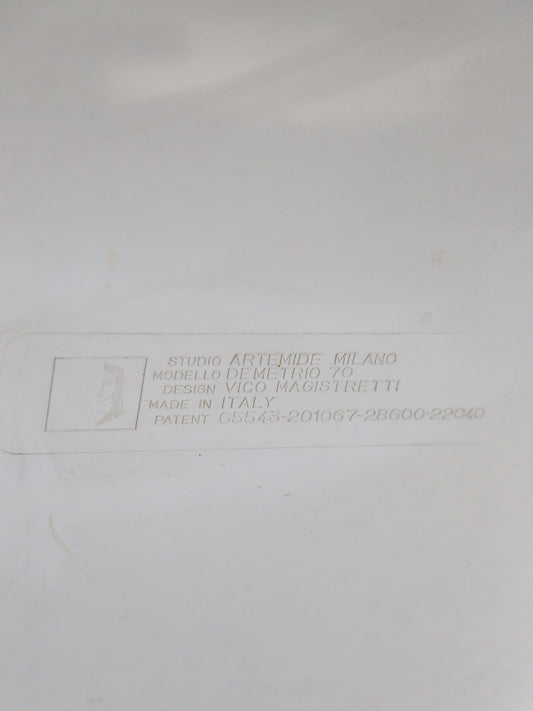 STUDIO ARTEMIDE MILANO
MODELLO DEMETRIO 70
DESIGN VICO MAGISTRETTI
MADE IN ITALY
PATENT 65543-201067-28600-22040